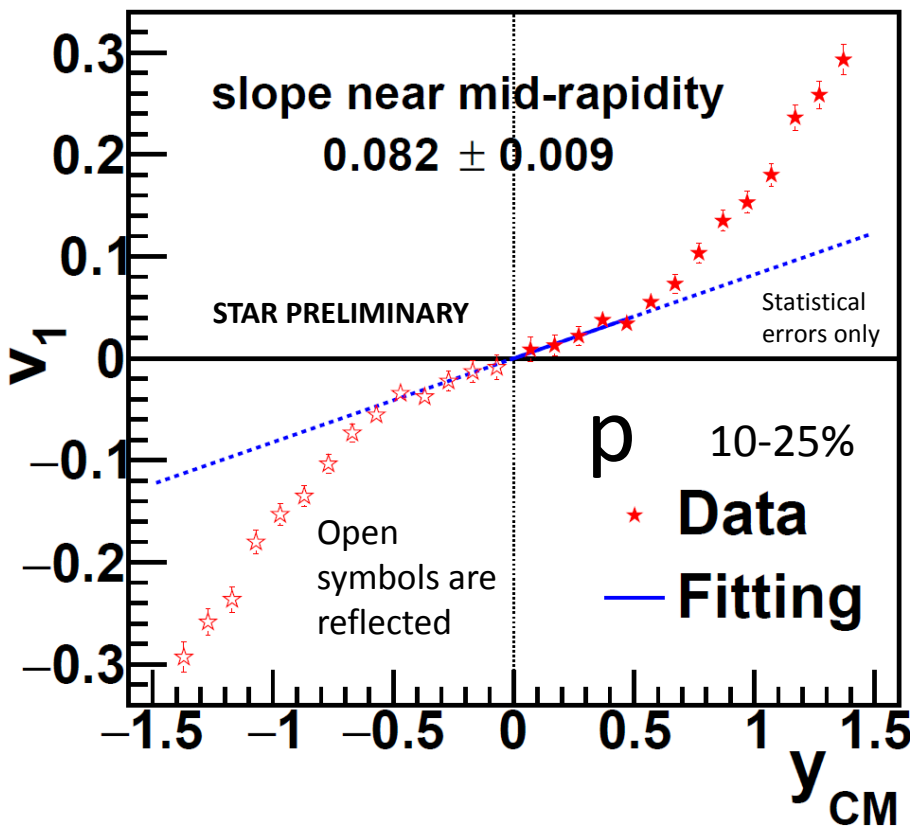 slope near mid-rapidity
0.082 ± 0.009
STAR PRELIMINARY
Statistical
errors only
p 10-25%
Data
Fitting
Open
symbols are
reflected
v1
0.3
0.2
0.1
0
−0.1
−0.2
−0.3
−1.5 −1 −0.5 0 0.5 1 1.5
yCM